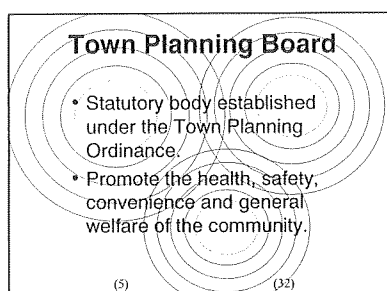 Town Planning Board
• Statutory body established
under the Town Planning
Ordinance.
• Promote the health, safety,
convenience and general
welfare of the community.
(5) (32)